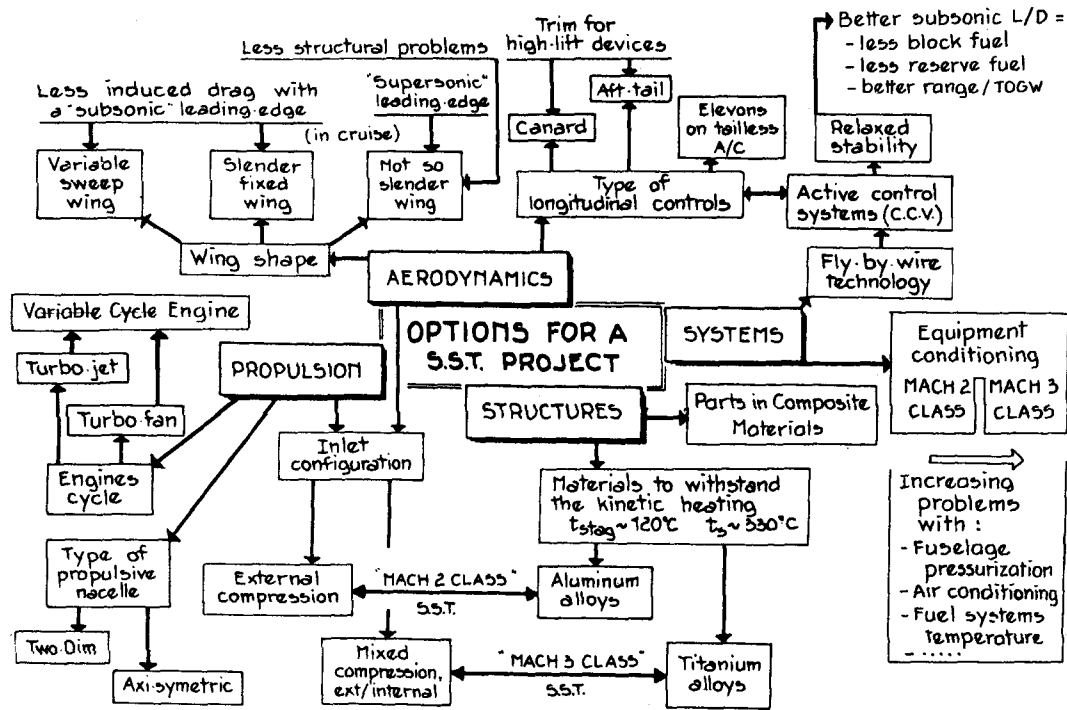 Trim for
high-lift devices
Better subsonic L/D =
- less block fuel
- less reserve fuel
- better range/TOGW
Less structural problems
Less induced drag with
a "subsonic" leading-edge
(in cruise)
"Supersonic"
leading-edge
Canard
Aft-tail
Elevons
on tailless
A/C
Relaxed
stability
Variable
sweep
wing
Slender
fixed
wing
Not so
slender
wing
Type of
longitudinal controls
Active control
systems (C.C.V.)
Wing shape
AERODYNAMICS
Fly-by-wire
technology
Variable Cycle Engine
OPTIONS FOR A
S.S.T. PROJECT
SYSTEMS
Equipment
conditioning
MACH 2
CLASS
MACH 3
CLASS
Turbo-jet
Turbo-fan
Engines
cycle
PROPULSION
STRUCTURES
Parts in Composite
Materials
Inlet
configuration
Materials to withstand
the kinetic heating
tstag ~ 120°C ts ~ 330°C
Increasing
problems
with :
- Fuselage
pressurization
- Air conditioning
- Fuel systems
temperature
- .....
Type of
propulsive
nacelle
Two-Dim
Axi-symetric
External
compression
"MACH 2 CLASS"
S.S.T.
Aluminum
alloys
Mixed
compression,
ext/internal
"MACH 3 CLASS"
S.S.T.
Titanium
alloys